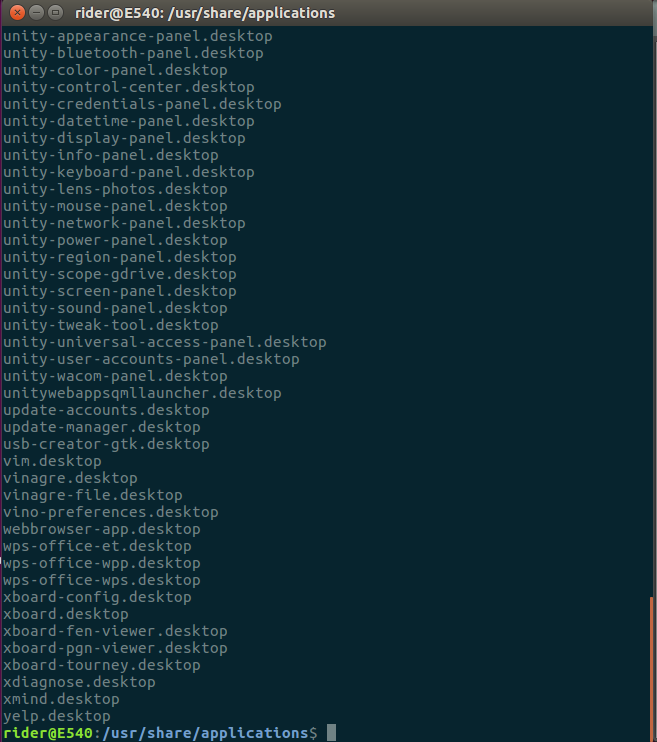 rider@E540: /usr/share/applications
unity-appearance-panel.desktop
unity-bluetooth-panel.desktop
unity-color-panel.desktop
unity-control-center.desktop
unity-credentials-panel.desktop
unity-datetime-panel.desktop
unity-display-panel.desktop
unity-info-panel.desktop
unity-keyboard-panel.desktop
unity-lens-photos.desktop
unity-mouse-panel.desktop
unity-network-panel.desktop
unity-power-panel.desktop
unity-region-panel.desktop
unity-scope-gdrive.desktop
unity-screen-panel.desktop
unity-sound-panel.desktop
unity-tweak-tool.desktop
unity-universal-access-panel.desktop
unity-user-accounts-panel.desktop
unity-wacom-panel.desktop
unitywebappsqmllauncher.desktop
update-accounts.desktop
update-manager.desktop
usb-creator-gtk.desktop
vim.desktop
vinagre.desktop
vinagre-file.desktop
vino-preferences.desktop
webbrowser-app.desktop
wps-office-et.desktop
wps-office-wpp.desktop
wps-office-wps.desktop
xboard-config.desktop
xboard.desktop
xboard-fen-viewer.desktop
xboard-pgn-viewer.desktop
xboard-tourney.desktop
xdiagnose.desktop
xmind.desktop
yelp.desktop
rider@E540:/usr/share/applications$